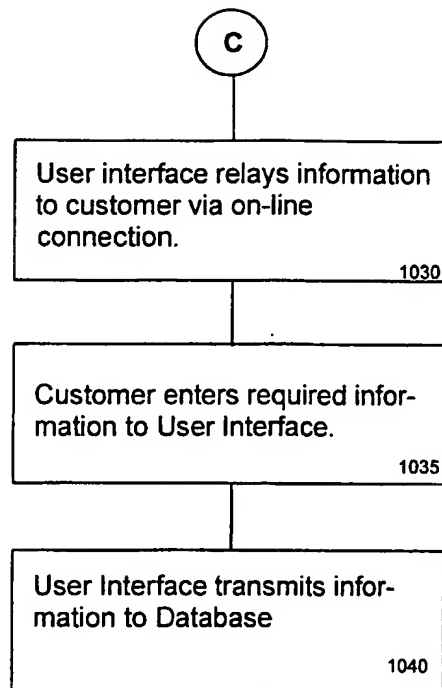 C
User interface relays information
to customer via on-line
connection.
1030
Customer enters required infor-
mation to User Interface.
1035
User Interface transmits infor-
mation to Database
1040